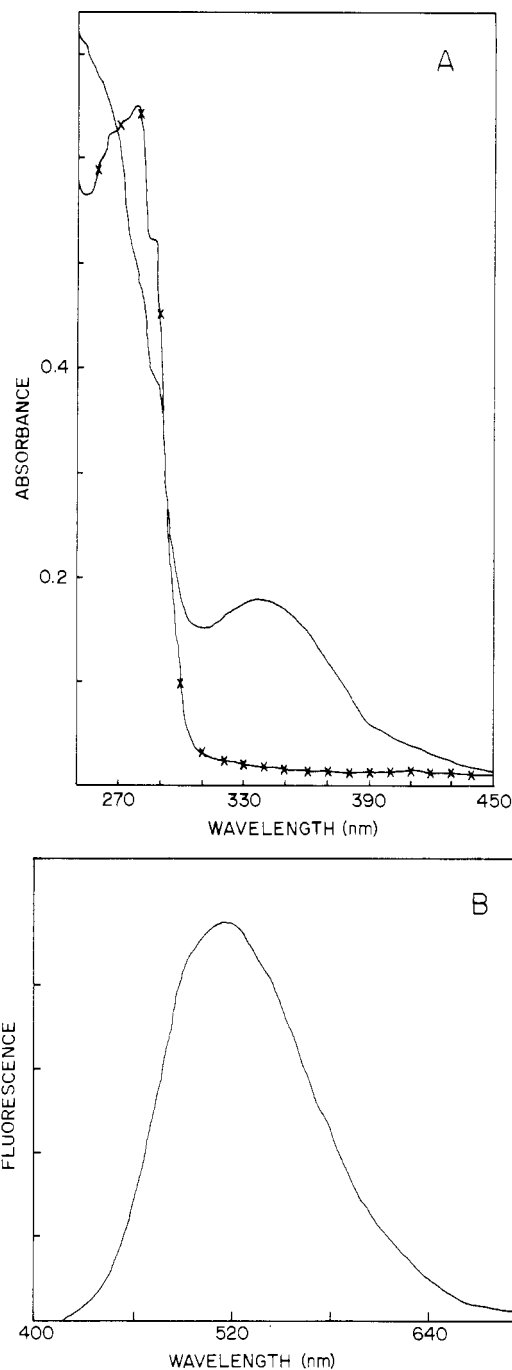 A
0.4
ABSORBANCE
0.2
270 330 390 450
WAVELENGTH (nm)
B
FLUORESCENCE
400 520 640
WAVELENGTH (nm)